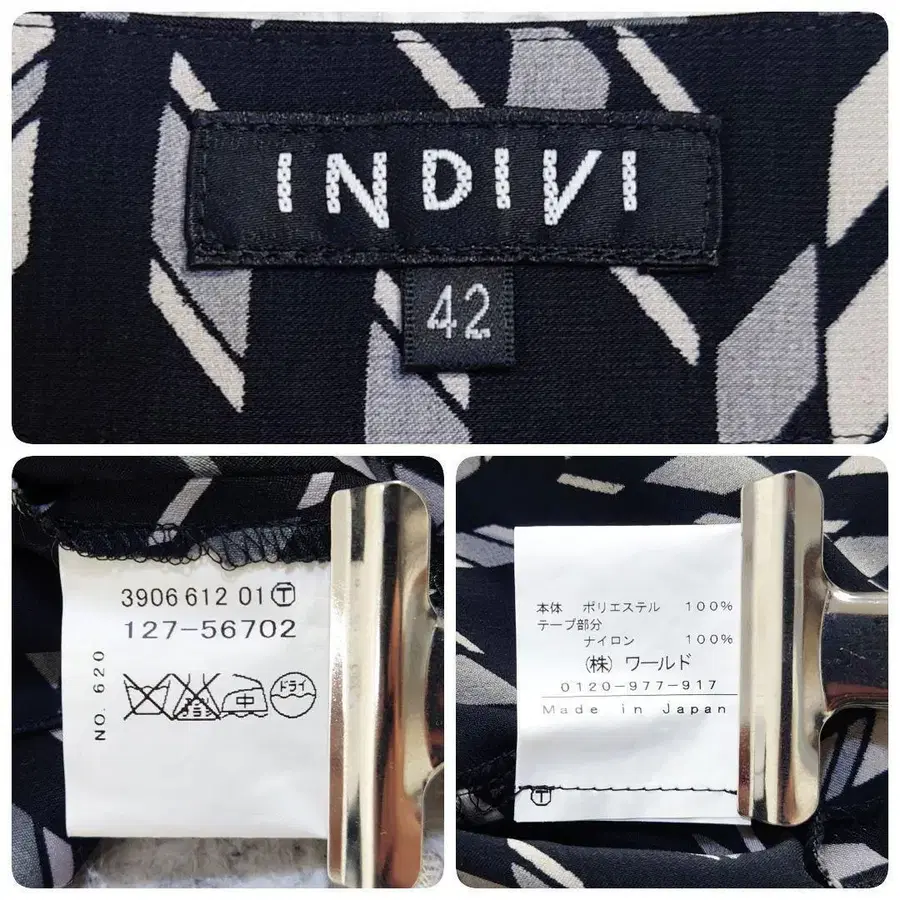 INDIVI
42
3906 612 01 Ⓣ
127-56702
NO. 620
中 ドライ
本体 ポリエステル 100%
テープ部分
ナイロン 100%
(株) ワールド
0120-977-917
Made in Japan
Ⓣ